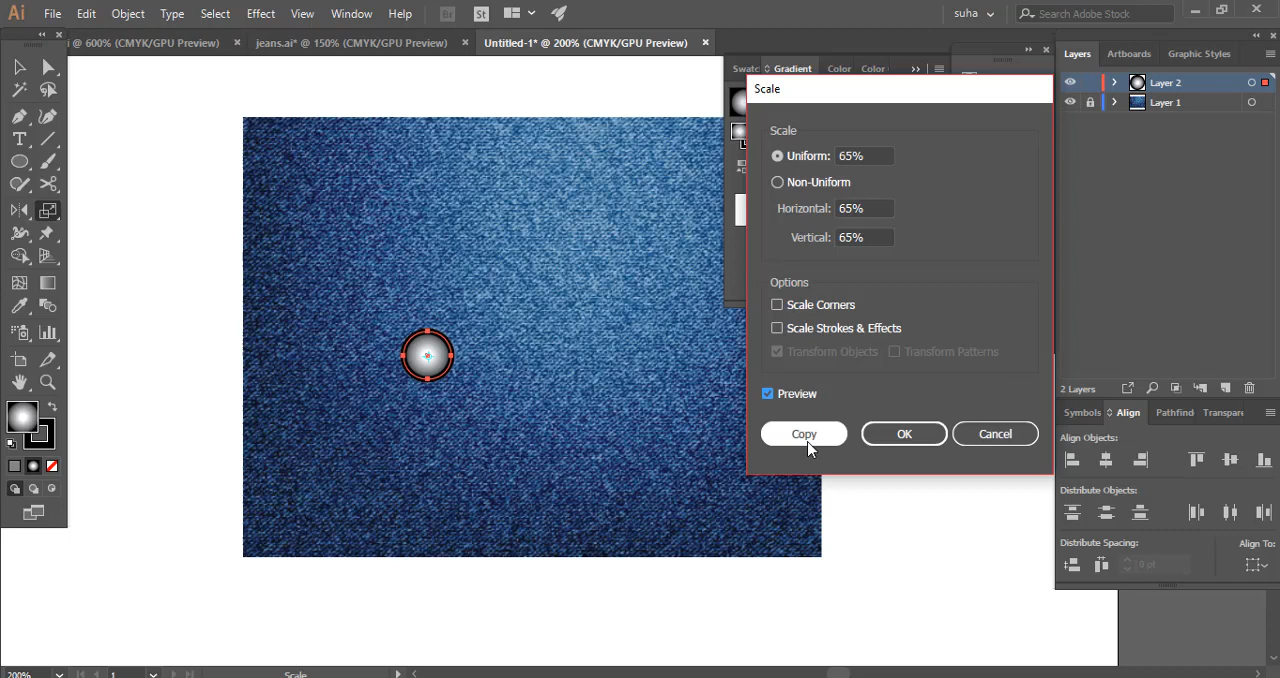 Ai File Edit Object Type Select Effect View Window Help Br St suha Search Adobe Stock
i @ 600% (CMYK/GPU Preview) × jeans.ai* @ 150% (CMYK/GPU Preview) × Untitled-1* @ 200% (CMYK/GPU Preview) ×
Swatc Gradient Color Color
Layers Artboards Graphic Styles
Layer 2
Layer 1
Scale
Scale
Uniform: 65%
Non-Uniform
Horizontal: 65%
Vertical: 65%
Options
Scale Corners
Scale Strokes & Effects
Transform Objects Transform Patterns
Preview
Copy OK Cancel
2 Layers
Symbols Align Pathfind Transpare
Align Objects:
Distribute Objects:
Distribute Spacing: Align To:
0 pt
200% 1 Scale